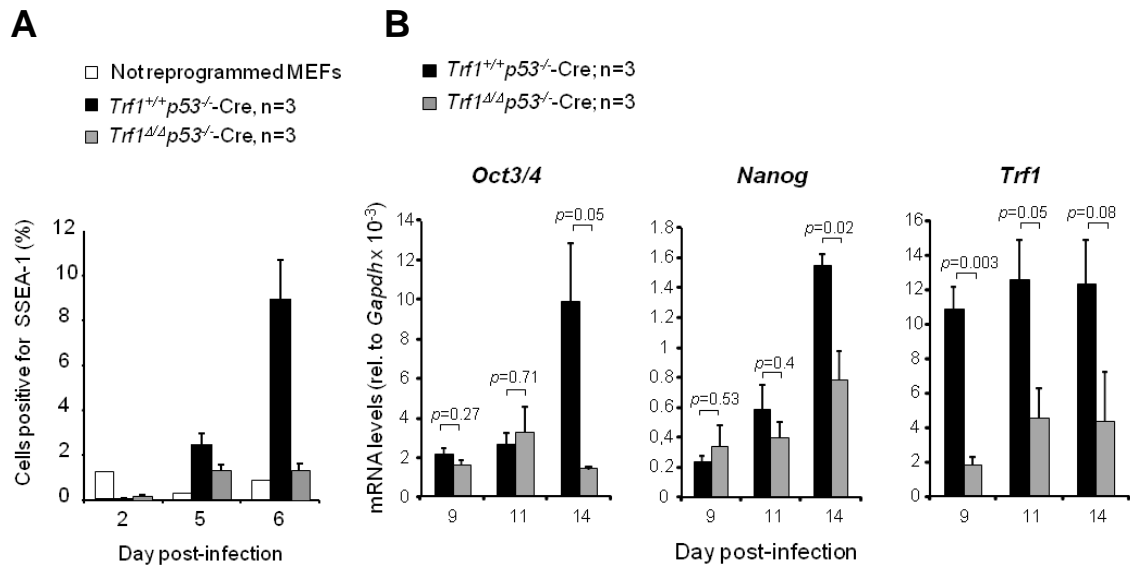 A
B
Not reprogrammed MEFs
Trf1+/+p53-/--Cre, n=3
Trf1Δ/Δp53-/--Cre, n=3
Trf1+/+p53-/--Cre; n=3
Trf1Δ/Δp53-/--Cre; n=3
Cells positive for SSEA-1 (%)
12
10
8
6
4
2
0
2 5 6
Day post-infection
mRNA levels (rel. to Gapdh x 10-3)
Oct3/4
14
12
10
8
6
4
2
0
p=0.27
p=0.71
p=0.05
9 11 14
Nanog
1.8
1.6
1.4
1.2
1
0.8
0.6
0.4
0.2
0
p=0.53
p=0.4
p=0.02
9 11 14
Trf1
16
14
12
10
8
6
4
2
0
p=0.003
p=0.05
p=0.08
9 11 14
Day post-infection